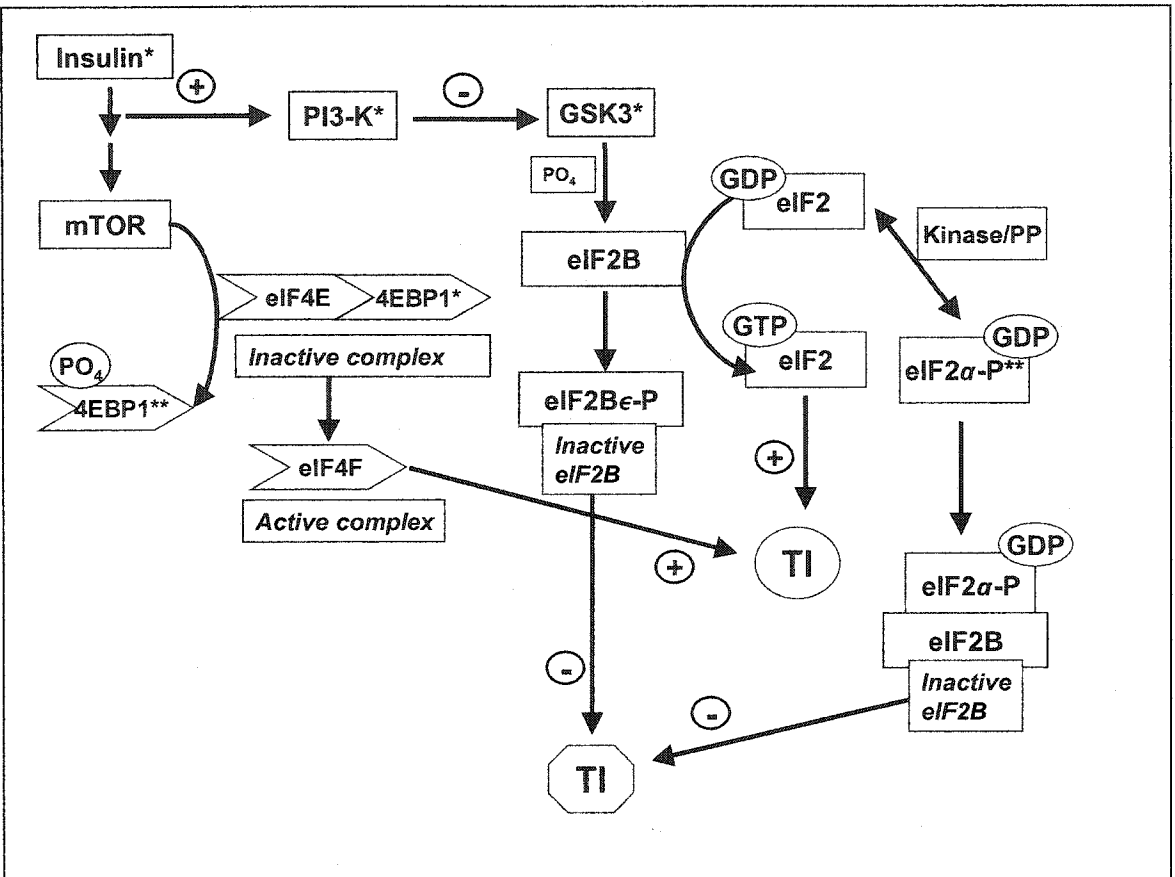 Insulin*
+
PI3-K*
-
GSK3*
PO₄
mTOR
GDP
eIF2
Kinase/PP
eIF2B
eIF4E
4EBP1*
Inactive complex
PO₄
4EBP1**
GTP
eIF2
GDP
eIF2α-P**
eIF2Bϵ-P
Inactive
eIF2B
eIF4F
Active complex
+
+
TI
GDP
eIF2α-P
eIF2B
Inactive
eIF2B
-
-
TI